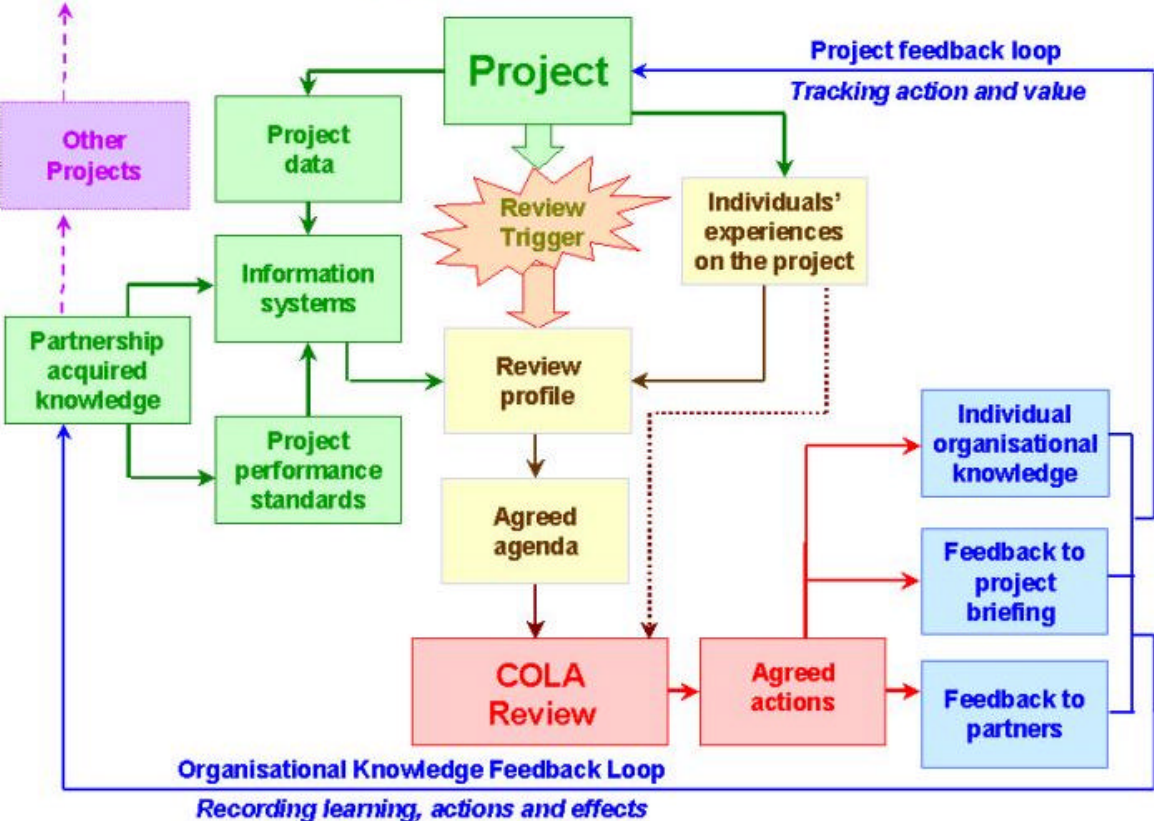 Project
Project feedback loop
Tracking action and value
Other
Projects
Project
data
Review
Trigger
Individuals’
experiences
on the project
Information
systems
Partnership
acquired
knowledge
Review
profile
Project
performance
standards
Individual
organisational
knowledge
Agreed
agenda
Feedback to
project
briefing
COLA
Review
Agreed
actions
Feedback to
partners
Organisational Knowledge Feedback Loop
Recording learning, actions and effects